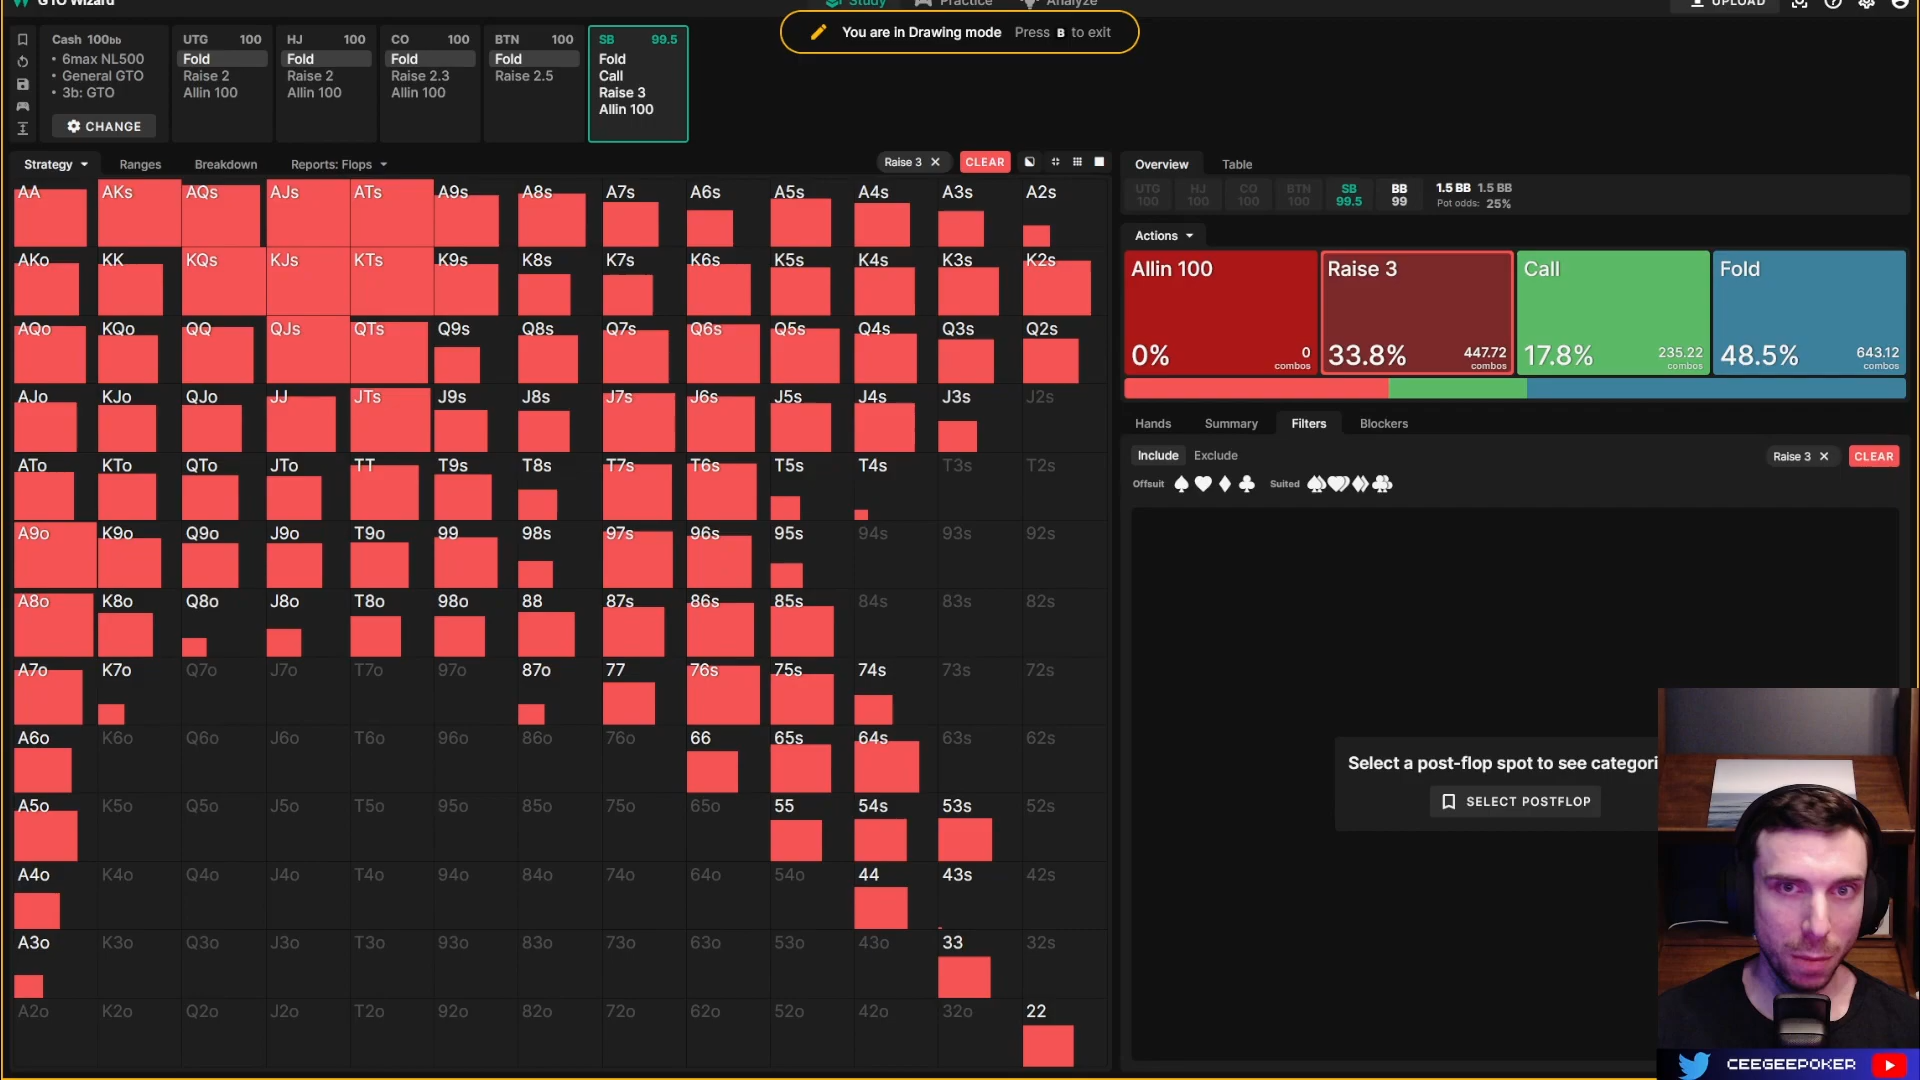 GTO Wizard
Study
Practice
Analyze
UPLOAD
You are in Drawing mode Press B to exit
Cash 100bb
• 6max NL500
• General GTO
• 3b: GTO
CHANGE
UTG 100
Fold
Raise 2
Allin 100
HJ 100
Fold
Raise 2
Allin 100
CO 100
Fold
Raise 2.3
Allin 100
BTN 100
Fold
Raise 2.5
SB 99.5
Fold
Call
Raise 3
Allin 100
Strategy Ranges Breakdown Reports: Flops Raise 3 CLEAR
AA AKs AQs AJs ATs A9s A8s A7s A6s A5s A4s A3s A2s
AKo KK KQs KJs KTs K9s K8s K7s K6s K5s K4s K3s K2s
AQo KQo QQ QJs QTs Q9s Q8s Q7s Q6s Q5s Q4s Q3s Q2s
AJo KJo QJo JJ JTs J9s J8s J7s J6s J5s J4s J3s J2s
ATo KTo QTo JTo TT T9s T8s T7s T6s T5s T4s T3s T2s
A9o K9o Q9o J9o T9o 99 98s 97s 96s 95s 94s 93s 92s
A8o K8o Q8o J8o T8o 98o 88 87s 86s 85s 84s 83s 82s
A7o K7o Q7o J7o T7o 97o 87o 77 76s 75s 74s 73s 72s
A6o K6o Q6o J6o T6o 96o 86o 76o 66 65s 64s 63s 62s
A5o K5o Q5o J5o T5o 95o 85o 75o 65o 55 54s 53s 52s
A4o K4o Q4o J4o T4o 94o 84o 74o 64o 54o 44 43s 42s
A3o K3o Q3o J3o T3o 93o 83o 73o 63o 53o 43o 33 32s
A2o K2o Q2o J2o T2o 92o 82o 72o 62o 52o 42o 32o 22
Overview Table
UTG HJ CO BTN SB BB 1.5 BB 1.5 BB
100 100 100 100 99.5 99 Pot odds: 25%
Actions
Allin 100 Raise 3 Call Fold
0% 0 combos 33.8% 447.72 combos 17.8% 235.22 combos 48.5% 643.12 combos
Hands Summary Filters Blockers
Include Exclude Raise 3 CLEAR
Offsuit Suited
Select a post-flop spot to see categori
SELECT POSTFLOP
CEEGEEPOKER